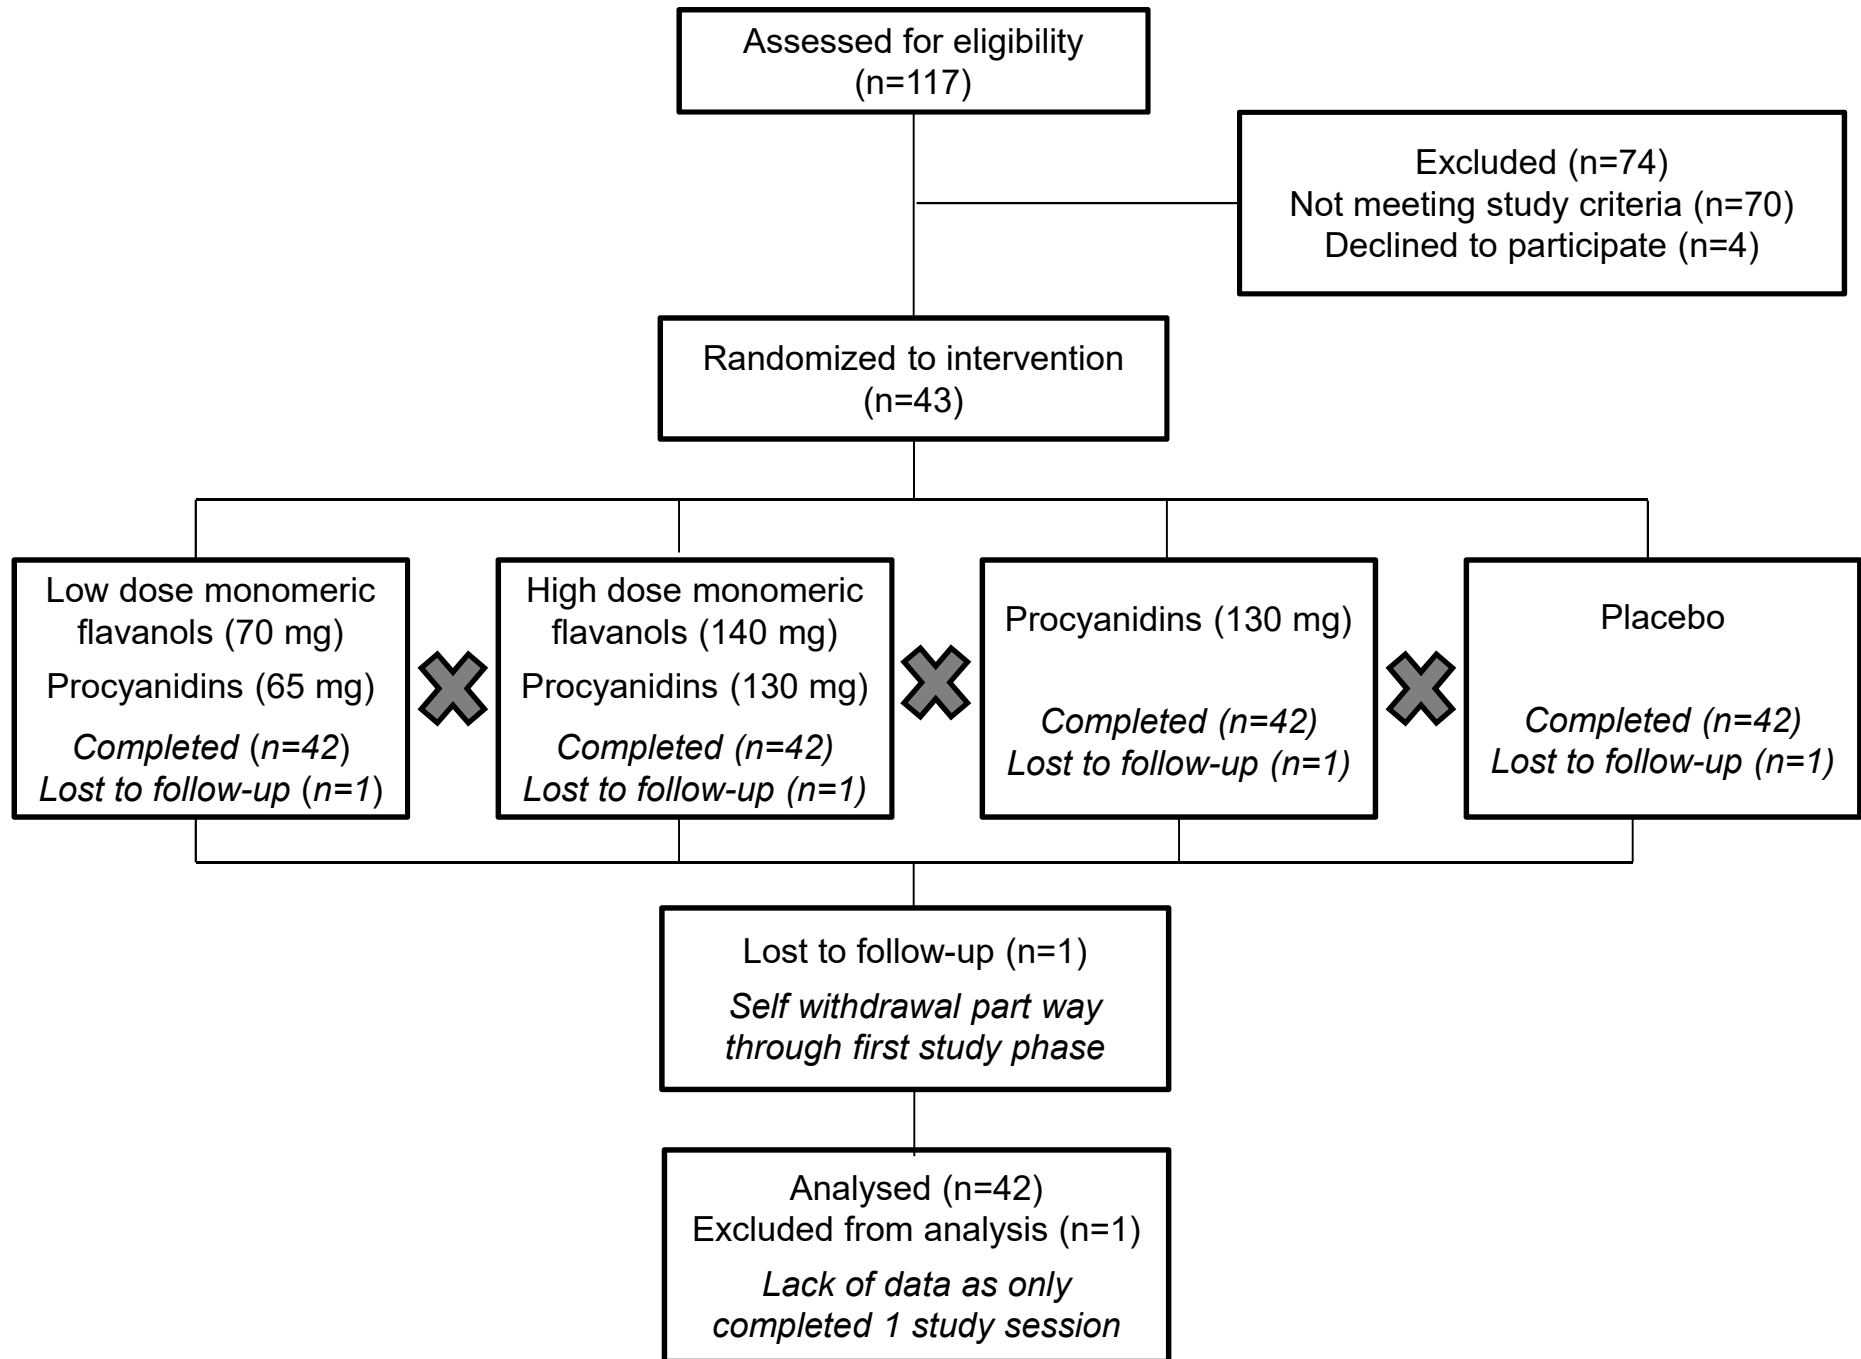 Assessed for eligibility
(n=117)
Excluded (n=74)
Not meeting study criteria (n=70)
Declined to participate (n=4)
Randomized to intervention
(n=43)
Low dose monomeric
flavanols (70 mg)
Procyanidins (65 mg)
Completed (n=42)
Lost to follow-up (n=1)
High dose monomeric
flavanols (140 mg)
Procyanidins (130 mg)
Completed (n=42)
Lost to follow-up (n=1)
Procyanidins (130 mg)
Completed (n=42)
Lost to follow-up (n=1)
Placebo
Completed (n=42)
Lost to follow-up (n=1)
Lost to follow-up (n=1)
Self withdrawal part way
through first study phase
Analysed (n=42)
Excluded from analysis (n=1)
Lack of data as only
completed 1 study session